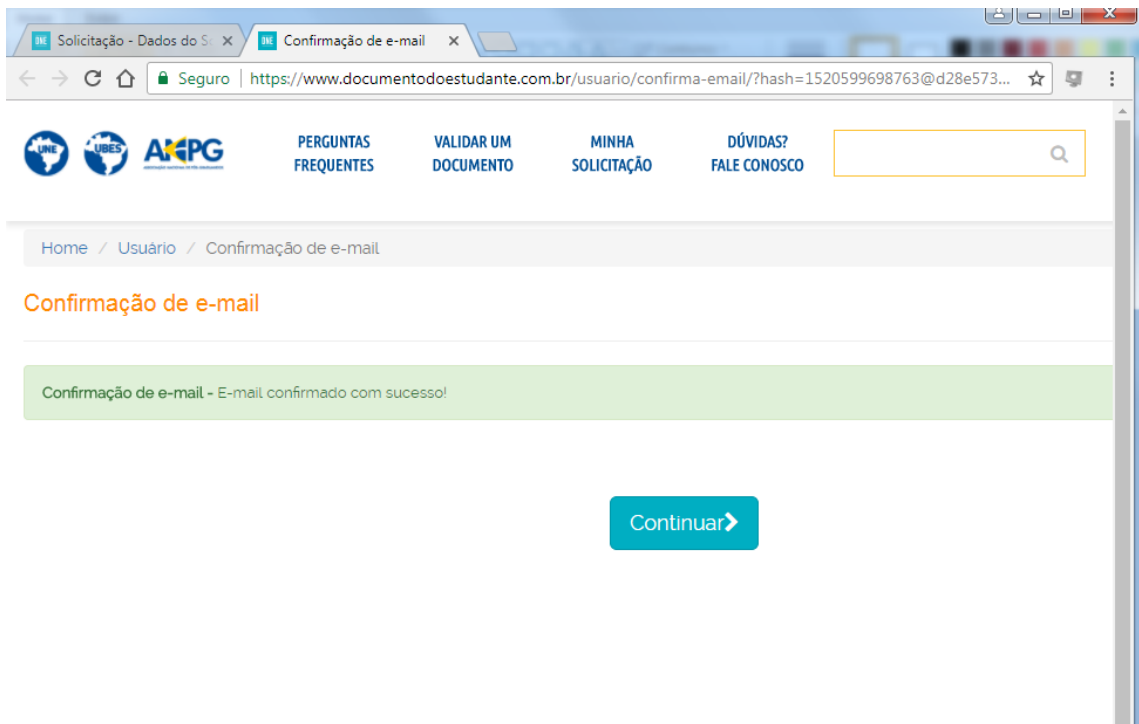 Solicitação - Dados do S
Confirmação de e-mail
Seguro
https://www.documentodoestudante.com.br/usuario/confirma-email/?hash=1520599698763@d28e573...
UNE
UBES
ANPG
PERGUNTAS
FREQUENTES
VALIDAR UM
DOCUMENTO
MINHA
SOLICITAÇÃO
DÚVIDAS?
FALE CONOSCO
Home / Usuário / Confirmação de e-mail
Confirmação de e-mail
Confirmação de e-mail - E-mail confirmado com sucesso!
Continuar